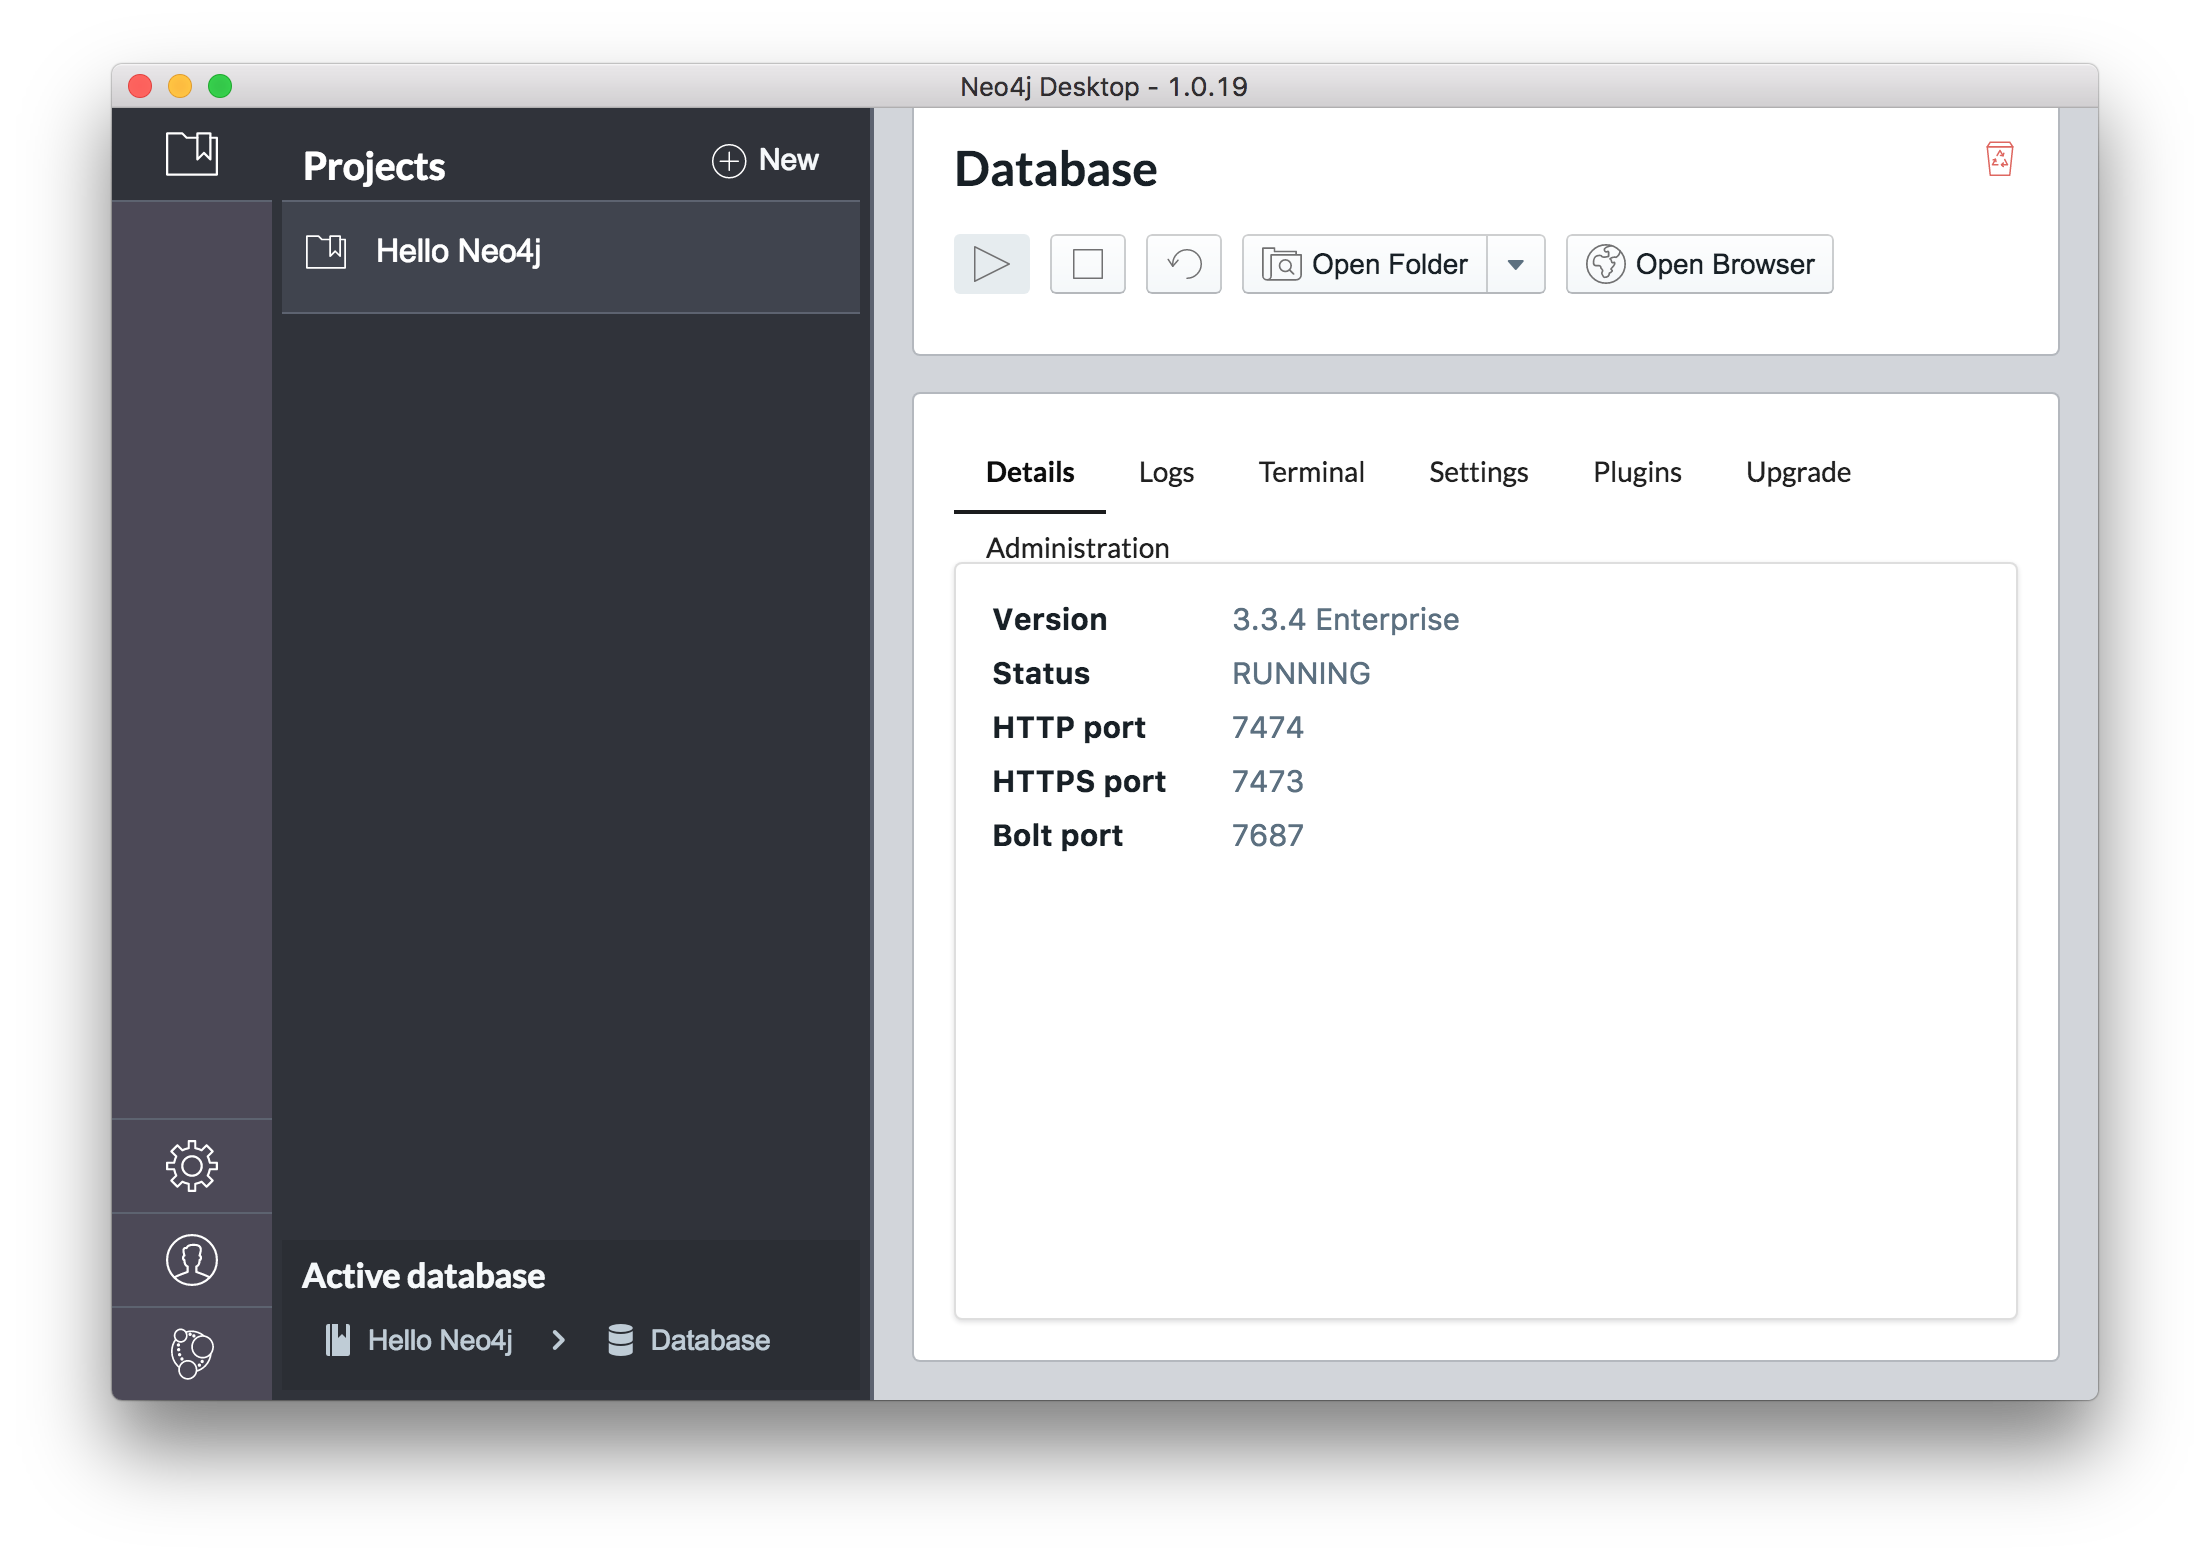 Neo4j Desktop - 1.0.19
Projects
New
Hello Neo4j
Active database
Hello Neo4j
Database
Database
Open Folder
Open Browser
Details Logs Terminal Settings Plugins Upgrade
Administration
Version 3.3.4 Enterprise
Status RUNNING
HTTP port 7474
HTTPS port 7473
Bolt port 7687